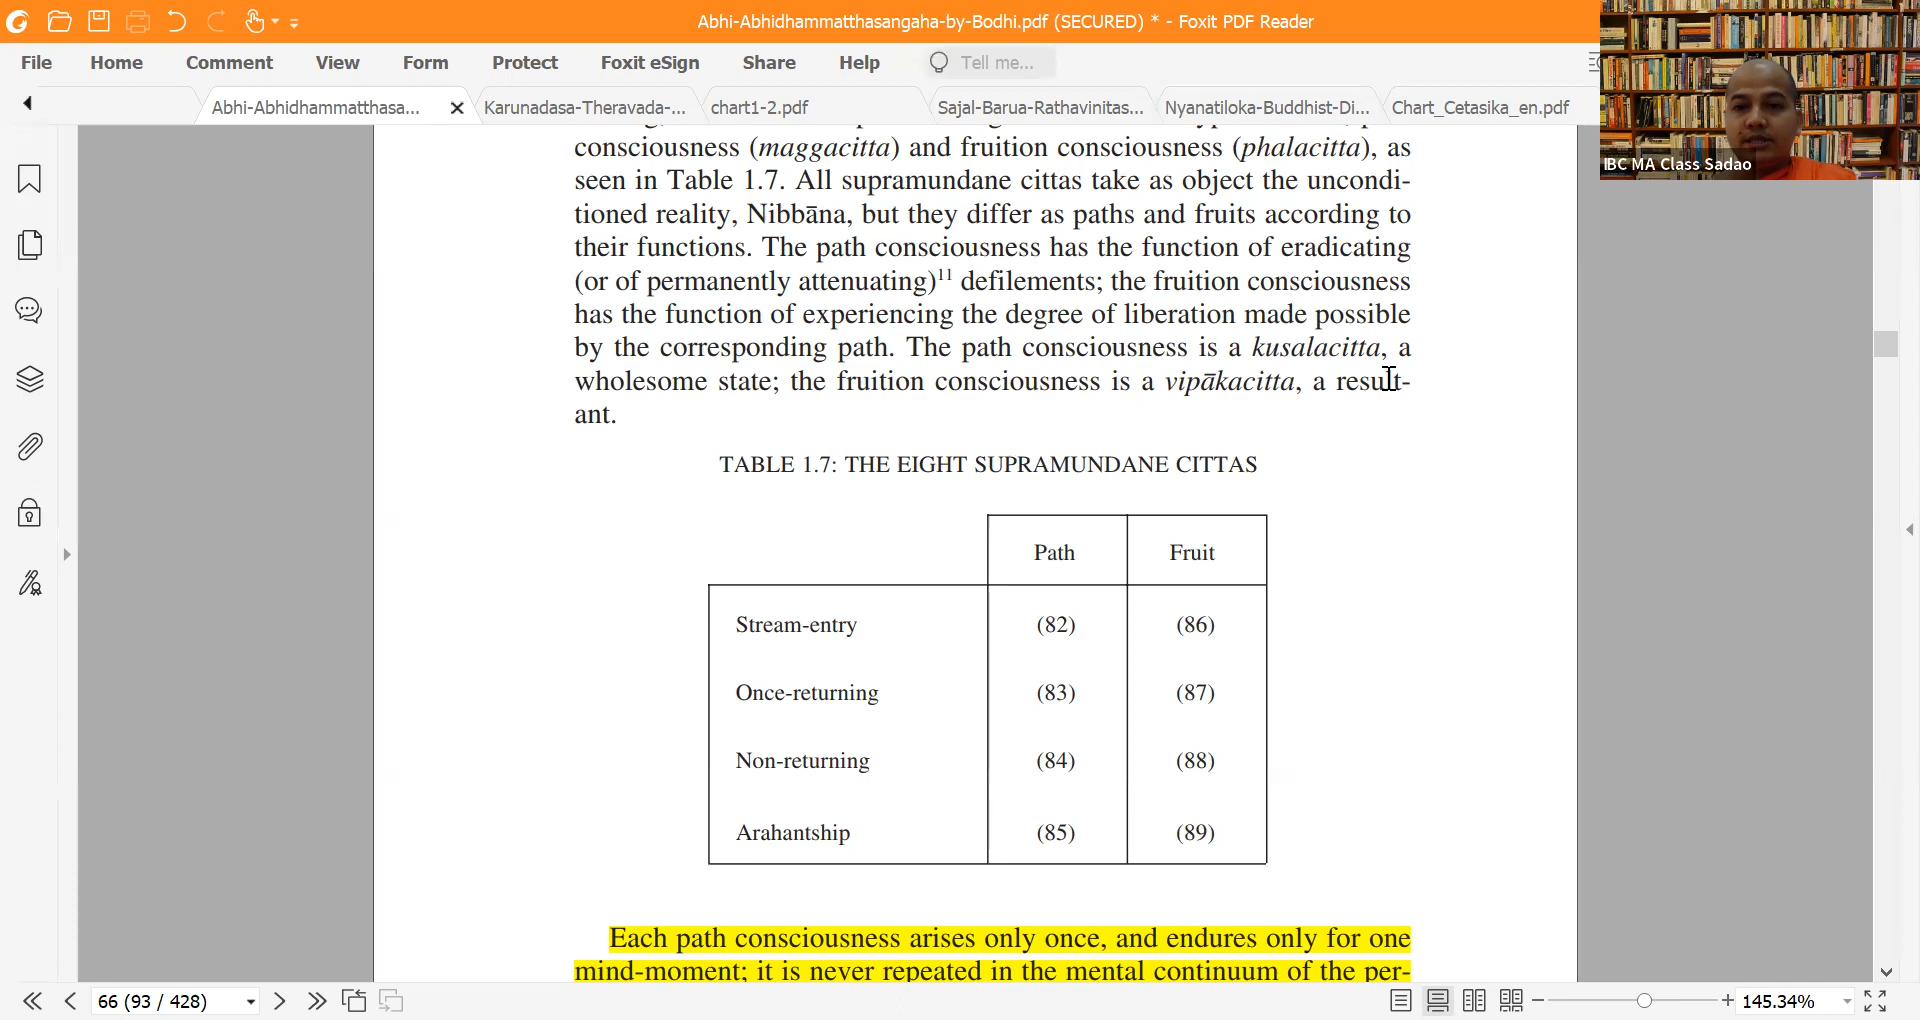 Abhi-Abhidhammatthasangaha-by-Bodhi.pdf (SECURED) * - Foxit PDF Reader
File Home Comment View Form Protect Foxit eSign Share Help Tell me...
Abhi-Abhidhammatthasa... Karunadasa-Theravada-... chart1-2.pdf Sajal-Barua-Rathavinitas... Nyanatiloka-Buddhist-Di... Chart_Cetasika_en.pdf
IBC MA Class Sadao
consciousness (maggacitta) and fruition consciousness (phalacitta), as
seen in Table 1.7. All supramundane cittas take as object the uncondi-
tioned reality, Nibbāna, but they differ as paths and fruits according to
their functions. The path consciousness has the function of eradicating
(or of permanently attenuating)11 defilements; the fruition consciousness
has the function of experiencing the degree of liberation made possible
by the corresponding path. The path consciousness is a kusalacitta, a
wholesome state; the fruition consciousness is a vipākacitta, a result-
ant.
TABLE 1.7: THE EIGHT SUPRAMUNDANE CITTAS
Path Fruit
Stream-entry (82) (86)
Once-returning (83) (87)
Non-returning (84) (88)
Arahantship (85) (89)
Each path consciousness arises only once, and endures only for one
mind-moment; it is never repeated in the mental continuum of the per-
66 (93 / 428) 145.34%